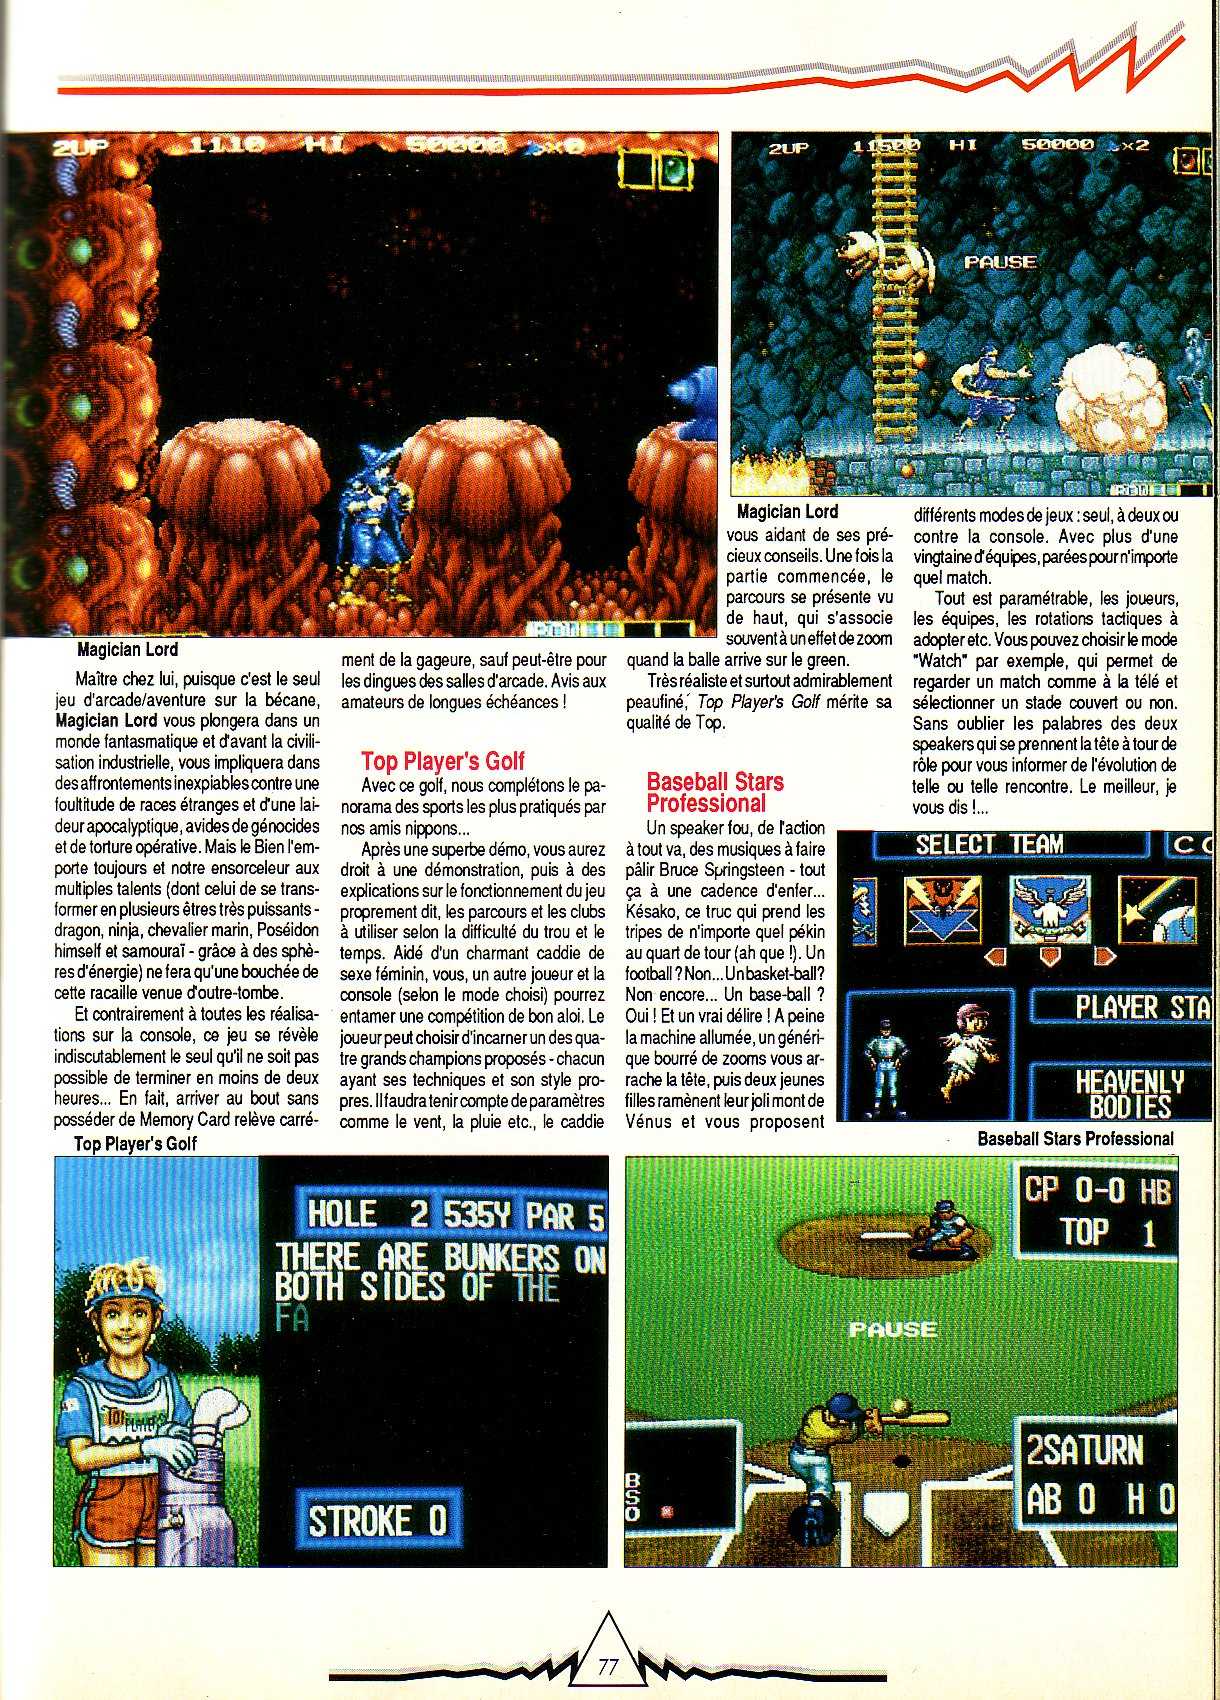 2UP 1110 HI 50000 x0
2UP 11500 HI 50000 x2
PAUSE
Magician Lord
Maître chez lui, puisque c'est le seul
jeu d'arcade/aventure sur la bécane,
Magician Lord vous plongera dans un
monde fantasmatique et d'avant la civili-
sation industrielle, vous impliquera dans
des affrontements inexpiables contre une
foultitude de races étranges et d'une lai-
deur apocalyptique, avides de génocides
et de torture opérative. Mais le Bien l'em-
porte toujours et notre ensorceleur aux
multiples talents (dont celui de se trans-
former en plusieurs êtres très puissants -
dragon, ninja, chevalier marin, Poséidon
himself et samouraï - grâce à des sphè-
res d'énergie) ne fera qu'une bouchée de
cette racaille venue d'outre-tombe.
Et contrairement à toutes les réalisa-
tions sur la console, ce jeu se révèle
indiscutablement le seul qu'il ne soit pas
possible de terminer en moins de deux
heures... En fait, arriver au bout sans
posséder de Memory Card relève carré-
ment de la gageure, sauf peut-être pour
les dingues des salles d'arcade. Avis aux
amateurs de longues échéances !
Top Player's Golf
Avec ce golf, nous complétons le pa-
norama des sports les plus pratiqués par
nos amis nippons...
Après une superbe démo, vous aurez
droit à une démonstration, puis à des
explications sur le fonctionnement du jeu
proprement dit, les parcours et les clubs
à utiliser selon la difficulté du trou et le
temps. Aidé d'un charmant caddie de
sexe féminin, vous, un autre joueur et la
console (selon le mode choisi) pourrez
entamer une compétition de bon aloi. Le
joueur peut choisir d'incarner un des qua-
tre grands champions proposés - chacun
ayant ses techniques et son style pro-
pres. Il faudra tenir compte de paramètres
comme le vent, la pluie etc., le caddie
Magician Lord
vous aidant de ses pré-
cieux conseils. Une fois la
partie commencée, le
parcours se présente vu
de haut, qui s'associe
souvent à un effet de zoom
quand la balle arrive sur le green.
Très réaliste et surtout admirablement
peaufiné, Top Player's Golf mérite sa
qualité de Top.
Baseball Stars
Professional
Un speaker fou, de l'action
à tout va, des musiques à faire
pâlir Bruce Springsteen - tout
ça à une cadence d'enfer...
Késako, ce truc qui prend les
tripes de n'importe quel pékin
au quart de tour (ah que !). Un
football ? Non... Un basket-ball ?
Non encore... Un base-ball ?
Oui ! Et un vrai délire ! A peine
la machine allumée, un généri-
que bourré de zooms vous ar-
rache la tête, puis deux jeunes
filles ramènent leur joli mont de
Vénus et vous proposent
différents modes de jeux : seul, à deux ou
contre la console. Avec plus d'une
vingtaine d'équipes, parées pour n'importe
quel match.
Tout est paramétrable, les joueurs,
les équipes, les rotations tactiques à
adopter etc. Vous pouvez choisir le mode
"Watch" par exemple, qui permet de
regarder un match comme à la télé et
sélectionner un stade couvert ou non.
Sans oublier les palabres des deux
speakers qui se prennent la tête à tour de
rôle pour vous informer de l'évolution de
telle ou telle rencontre. Le meilleur, je
vous dis !...
SELECT TEAM
CO
PLAYER STA
HEAVENLY
BODIES
Baseball Stars Professional
Top Player's Golf
HOLE 2 535Y PAR 5
THERE ARE BUNKERS ON
BOTH SIDES OF THE
FA
STROKE 0
CP 0-0 HB
TOP 1
PAUSE
B
S
O
2SATURN
AB 0 H 0
77